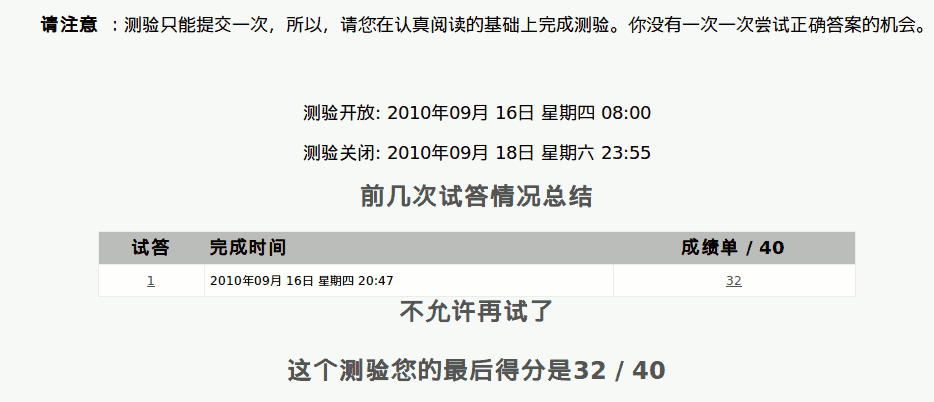 请注意 ：测验只能提交一次，所以，请您在认真阅读的基础上完成测验。你没有一次一次尝试正确答案的机会。
测验开放: 2010年09月 16日 星期四 08:00
测验关闭: 2010年09月 18日 星期六 23:55
前几次试答情况总结
试答 完成时间 成绩单 / 40
1 2010年09月 16日 星期四 20:47 32
不允许再试了
这个测验您的最后得分是32 / 40